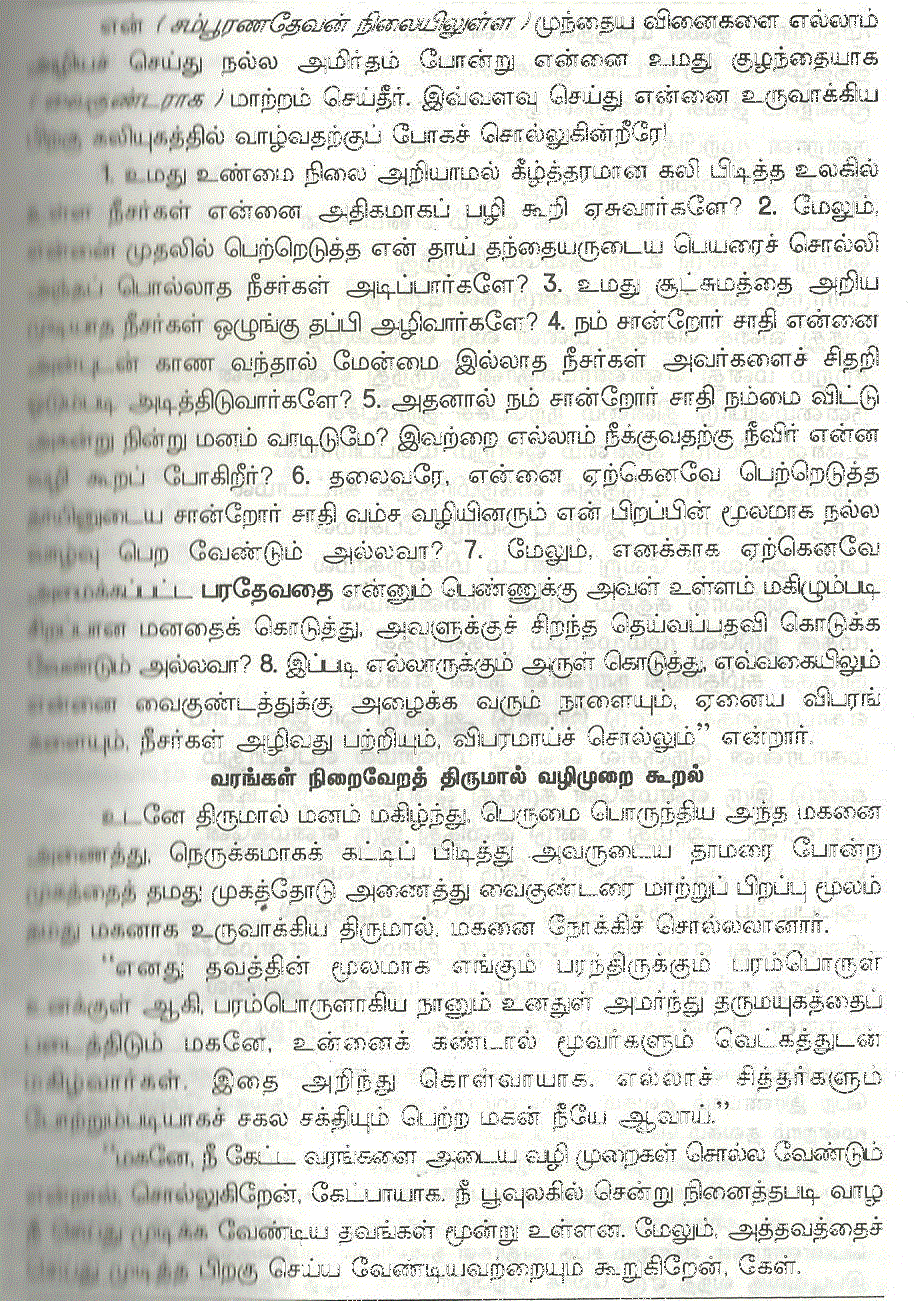 என் (சம்பூரணதேவன் நிலையிலுள்ள) முந்தைய வினைகளை எல்லாம்
அழியச் செய்து நல்ல அமிர்தம் போன்று என்னை உமது குழந்தையாக
(வைகுண்டராக) மாற்றம் செய்தீர். இவ்வளவு செய்து என்னை உருவாக்கிய
பிறகு கலியுகத்தில் வாழ்வதற்குப் போகச் சொல்லுகின்றீரே!
1. உமது உண்மை நிலை அறியாமல் கீழ்த்தரமான கலி பிடித்த உலகில்
உள்ள நீசர்கள் என்னை அதிகமாகப் பழி கூறி ஏசுவார்களே? 2. மேலும்,
என்னை முதலில் பெற்றெடுத்த என் தாய் தந்தையருடைய பெயரைச் சொல்லி
அந்தப் பொல்லாத நீசர்கள் அடிப்பார்களே? 3. உமது சூட்சுமத்தை அறிய
முடியாத நீசர்கள் ஒழுங்கு தப்பி அழிவார்களே? 4. நம் சான்றோர் சாதி என்னை
அன்புடன் காண வந்தால் மேன்மை இல்லாத நீசர்கள் அவர்களைச் சிதறி
ஓடும்படி அடித்திடுவார்களே? 5. அதனால் நம் சான்றோர் சாதி நம்மை விட்டு
அகன்று நின்று மனம் வாடிடுமே? இவற்றை எல்லாம் நீக்குவதற்கு நீவிர் என்ன
வழி கூறப் போகிறீர்? 6. தலைவரே, என்னை ஏற்கெனவே பெற்றெடுத்த
தாயினுடைய சான்றோர் சாதி வம்ச வழியினரும் என் பிறப்பின் மூலமாக நல்ல
வாழ்வு பெற வேண்டும் அல்லவா? 7. மேலும், எனக்காக ஏற்கெனவே
அமைக்கப்பட்ட பரதேவதை என்னும் பெண்ணுக்கு அவள் உள்ளம் மகிழும்படி
சிறப்பான மனதைக் கொடுத்து, அவளுக்குச் சிறந்த தெய்வப்பதவி கொடுக்க
வேண்டும் அல்லவா? 8. இப்படி எல்லாருக்கும் அருள் கொடுத்து, எவ்வகையிலும்
என்னை வைகுண்டத்துக்கு அழைக்க வரும் நாளையும், ஏனைய விபரங்
களையும், நீசர்கள் அழிவது பற்றியும், விபரமாய்ச் சொல்லும்" என்றார்.
வரங்கள் நிறைவேறத் திருமால் வழிமுறை கூறல்
உடனே திருமால் மனம் மகிழ்ந்து, பெருமை பொருந்திய அந்த மகனை
அணைத்து, நெருக்கமாகக் கட்டிப் பிடித்து அவருடைய தாமரை போன்ற
முகத்தைத் தமது முகத்தோடு அணைத்து வைகுண்டரை மாற்றுப் பிறப்பு மூலம்
தமது மகனாக உருவாக்கிய திருமால், மகனை நோக்கிச் சொல்லலானார்.
"எனது தவத்தின் மூலமாக எங்கும் பரந்திருக்கும் பரம்பொருள்
உனக்குள் ஆகி, பரம்பொருளாகிய நானும் உனதுள் அமர்ந்து தருமயுகத்தைப்
படைத்திடும் மகனே, உன்னைக் கண்டால் மூவர்களும் வெட்கத்துடன்
மகிழ்வார்கள். இதை அறிந்து கொள்வாயாக. எல்லாச் சித்தர்களும்
போற்றும்படியாகச் சகல சக்தியும் பெற்ற மகன் நீயே ஆவாய்."
"மகனே, நீ கேட்ட வரங்களை அடைய வழி முறைகள் சொல்ல வேண்டும்
என்றால், சொல்லுகிறேன், கேட்பாயாக. நீ பூவுலகில் சென்று நினைத்தபடி வாழ
நீ செய்து முடிக்க வேண்டிய தவங்கள் மூன்று உள்ளன. மேலும், அத்தவத்தைச்
செய்து முடித்த பிறகு செய்ய வேண்டியவற்றையும் கூறுகிறேன், கேள்.